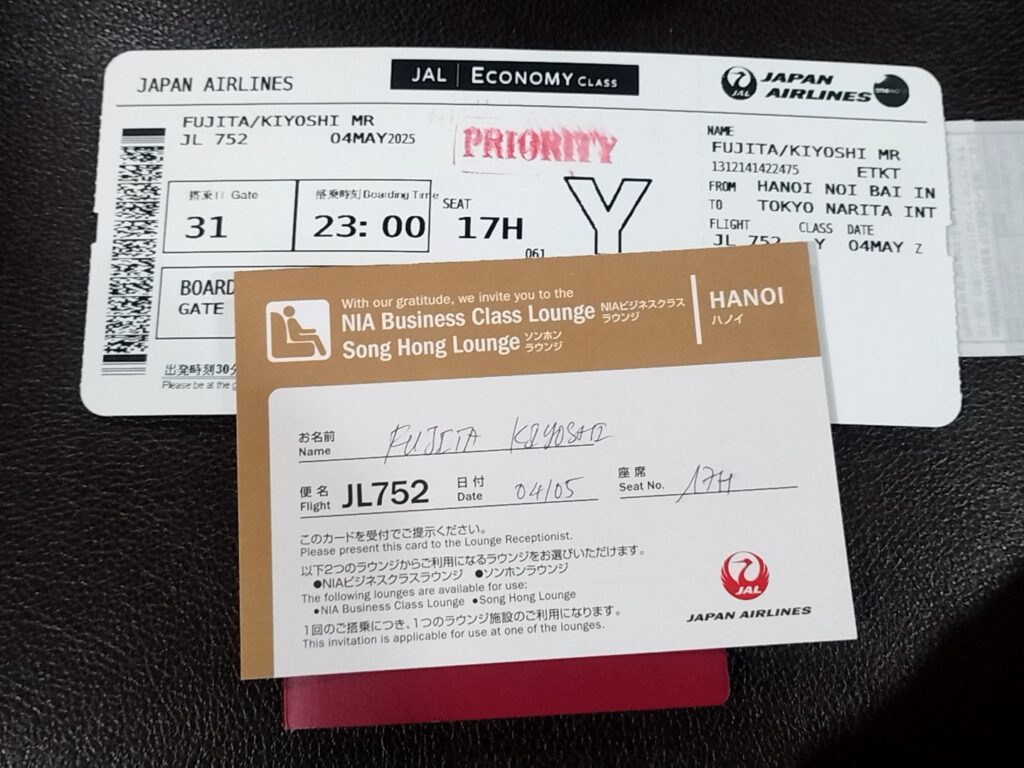 JAPAN AIRLINES
JAL | ECONOMY CLASS
JAL JAPAN AIRLINES
oneworld
FUJITA/KIYOSHI MR
JL 752 04MAY2025
PRIORITY
搭乗口 Gate
31
搭乗時刻 Boarding Time
23:00
SEAT
17H
Y
061
BOARD
GATE
出発時刻30分
Please be at the g
NAME
FUJITA/KIYOSHI MR
1312141422475 ETKT
FROM HANOI NOI BAI IN
TO TOKYO NARITA INT
FLIGHT CLASS DATE
JL 752 Y 04MAY Z
With our gratitude, we invite you to the
NIA Business Class Lounge NIAビジネスクラスラウンジ
Song Hong Lounge ソンホンラウンジ
HANOI
ハノイ
お名前
Name FUJITA KIYOSHI
便名
Flight JL752
日付
Date 04/05
座席
Seat No. 17H
このカードを受付でご提示ください。
Please present this card to the Lounge Receptionist.
以下2つのラウンジからご利用になるラウンジをお選びいただけます。
●NIAビジネスクラスラウンジ ●ソンホンラウンジ
The following lounges are available for use:
●NIA Business Class Lounge ●Song Hong Lounge
1回のご搭乗につき、1つのラウンジ施設のご利用になります。
This invitation is applicable for use at one of the lounges.
JAL
JAPAN AIRLINES